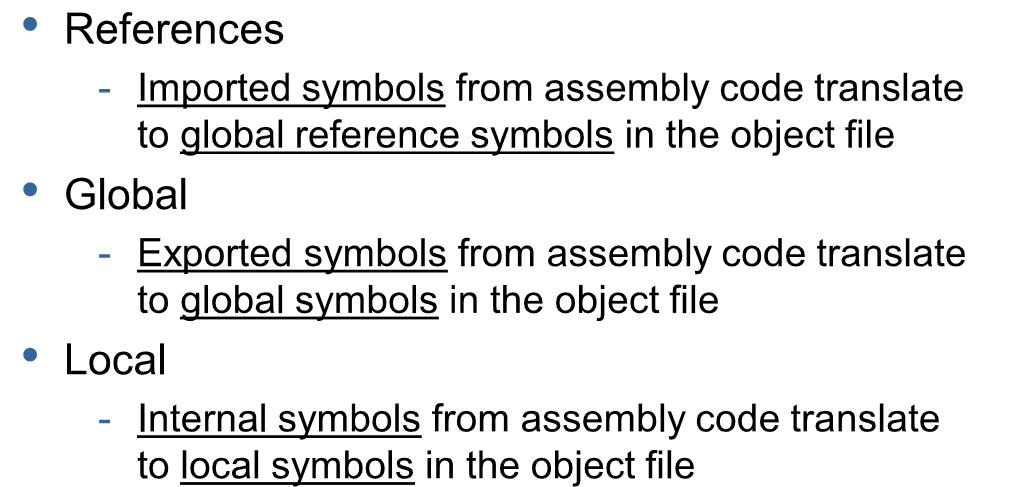 • References
- Imported symbols from assembly code translate
to global reference symbols in the object file
• Global
- Exported symbols from assembly code translate
to global symbols in the object file
• Local
- Internal symbols from assembly code translate
to local symbols in the object file